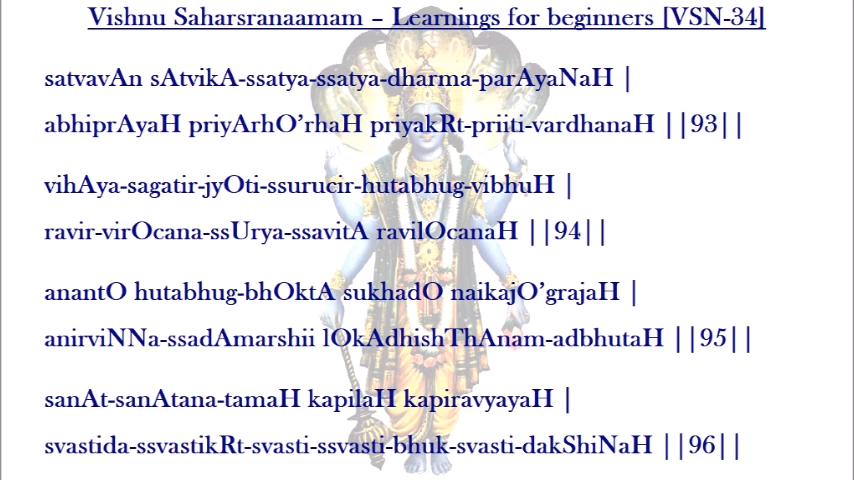 Vishnu Saharsranaamam – Learnings for beginners [VSN-34]
satvavAn sAtvikA-ssatya-ssatya-dharma-parAyaNaH |
abhiprAyaH priyArhO’rhaH priyakRt-priiti-vardhanaH ||93||
vihAya-sagatir-jyOti-ssurucir-hutabhug-vibhuH |
ravir-virOcana-ssUrya-ssavitA ravilOcanaH ||94||
anantO hutabhug-bhOktA sukhadO naikajO’grajaH |
anirviNNa-ssadAmarshii lOkAdhishThAnam-adbhutaH ||95||
sanAt-sanAtana-tamaH kapilaH kapiravyayaH |
svastida-ssvastikRt-svasti-ssvasti-bhuk-svasti-dakShiNaH ||96||